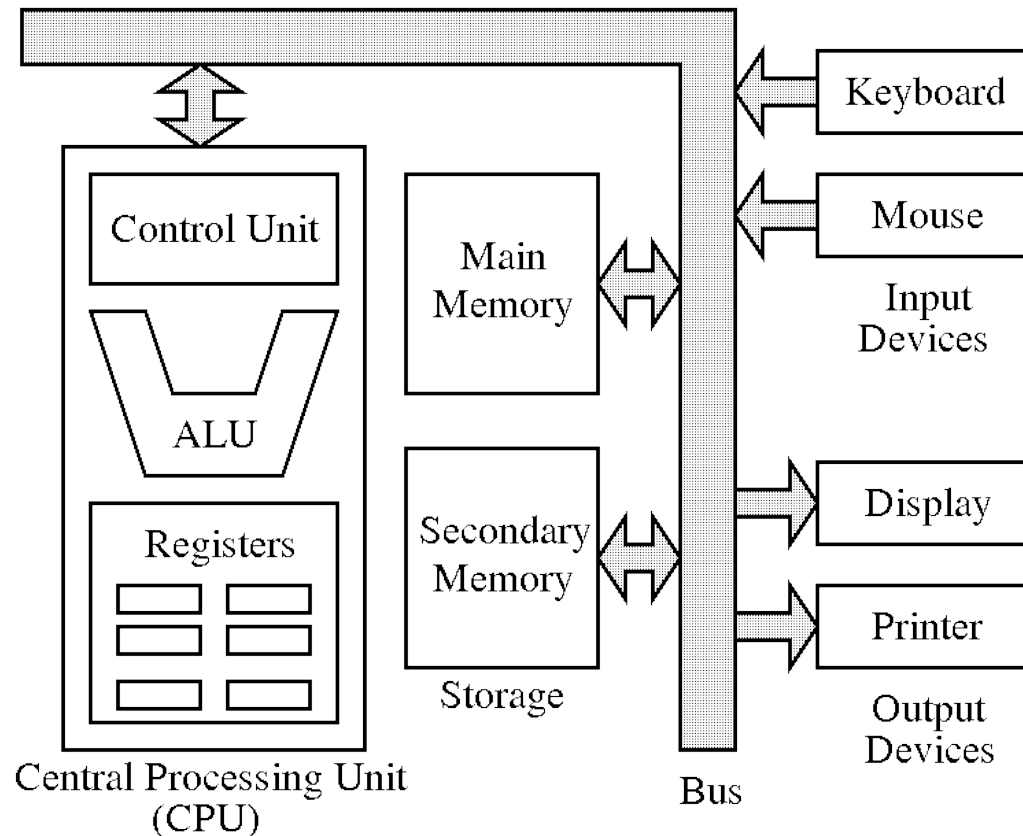 Keyboard
Mouse
Input
Devices
Control Unit
ALU
Registers
Main
Memory
Secondary
Memory
Storage
Display
Printer
Output
Devices
Central Processing Unit
(CPU)
Bus